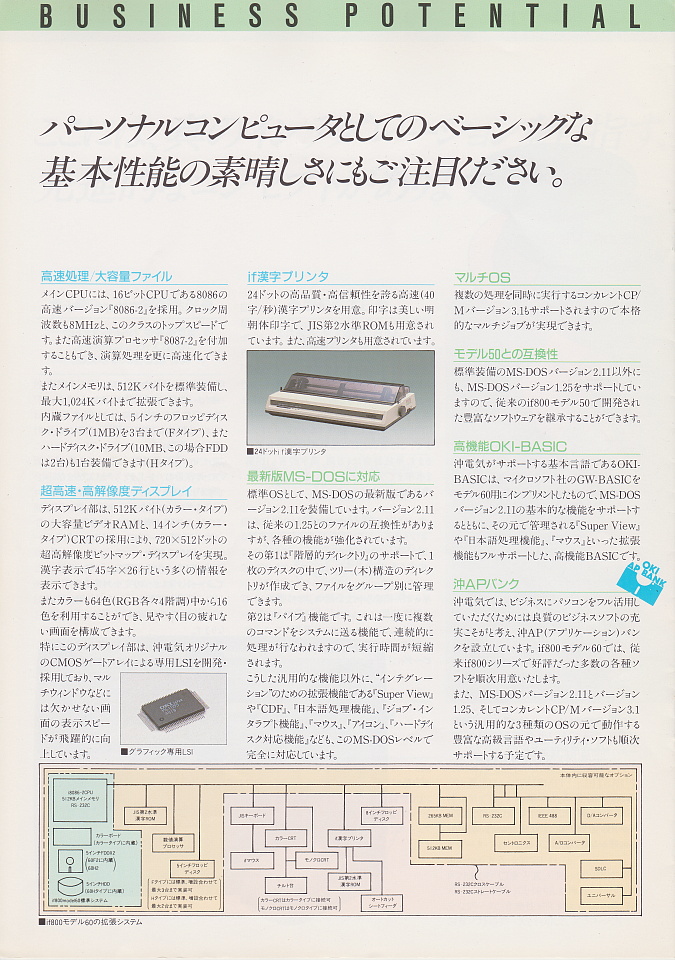 BUSINESS POTENTIAL
パーソナルコンピュータとしてのベーシックな
基本性能の素晴しさにもご注目ください。
高速処理/大容量ファイル
メインCPUには、16ビットCPUである8086の
高速バージョン『8086-2』を採用。クロック周
波数も8MHzと、このクラスのトップスピードで
す。また高速演算プロセッサ『8087-2』を付加
することもでき、演算処理を更に高速化できま
す。
またメインメモリは、512Kバイトを標準装備し、
最大1,024Kバイトまで拡張できます。
内蔵ファイルとしては、5インチのフロッピディス
ク・ドライブ(1MB)を3台まで(Fタイプ)、また
ハードディスク・ドライブ(10MB、この場合FDD
は2台)も1台装備できます(Hタイプ)。
超高速・高解像度ディスプレイ
ディスプレイ部は、512Kバイト(カラー・タイプ)
の大容量ビデオRAMと、14インチ(カラー・
タイプ)CRTの採用により、720×512ドットの
超高解像度ビットマップ・ディスプレイを実現。
漢字表示で45字×26行という多くの情報を
表示できます。
またカラーも64色(RGB各々4階調)中から16
色を利用することができ、見やすく目の疲れな
い画面を構成できます。
特にこのディスプレイ部は、沖電気オリジナル
のCMOSゲートアレイによる専用LSIを開発・
採用しており、マル
チウィンドウなどに
は欠かせない画
面の表示スピー
ドが飛躍的に向
上しています。
■グラフィック専用LSI
if漢字プリンタ
24ドットの高品質・高信頼性を誇る高速(40
字/秒)漢字プリンタを用意。印字は美しい明
朝体印字で、JIS第2水準ROMも用意され
ています。また、高速プリンタも用意されています。
■24ドットif漢字プリンタ
最新版MS-DOSに対応
標準OSとして、MS-DOSの最新版であるバ
ージョン2.11を装備しています。バージョン2.11
は、従来の1.25とのファイルの互換性がありま
すが、各種の機能が強化されています。
その第1は『階層的ディレクトリ』のサポートで、1
枚のディスクの中で、ツリー(木)構造のディレク
トリが作成でき、ファイルをグループ別に管理
できます。
第2は『パイプ』機能です。これは一度に複数
のコマンドをシステムに送る機能で、連続的に
処理が行なわれますので、実行時間が短縮
されます。
こうした汎用的な機能以外に、“インテグレー
ション”のための拡張機能である『Super View』
や『CDF』、『日本語処理機能』、『ジョブ・イン
タラプト機能』、『マウス』、『アイコン』、『ハードディ
スク対応機能』なども、このMS-DOSレベルで
完全に対応しています。
マルチOS
複数の処理を同時に実行するコンカレントCP/
Mバージョン3.1もサポートされますので本格
的なマルチジョブが実現できます。
モデル50との互換性
標準装備のMS-DOSバージョン2.11以外に
も、MS-DOSバージョン1.25をサポートしてい
ますので、従来のif800モデル50で開発され
た豊富なソフトウェアを継承することができます。
高機能OKI-BASIC
沖電気がサポートする基本言語であるOKI-
BASICは、マイクロソフト社のGW-BASICを
モデル60用にインプリメントしたもので、MS-DOS
バージョン2.11の基本的な機能をサポートす
るとともに、その元で管理される『Super View』
や『日本語処理機能』、『マウス』といった拡張
機能もフルサポートした、高機能BASICです。
OKI
AP BANK
沖APバンク
沖電気では、ビジネスにパソコンをフル活用し
ていただくためには良質のビジネスソフトの充
実こそがと考え、沖AP(アプリケーション)バン
クを設立しています。if800モデル60では、従
来if800シリーズで好評だった多数の各種ソ
フトを順次用意いたします。
また、MS-DOSバージョン2.11とバージョン
1.25、そしてコンカレントCP/Mバージョン3.1
という汎用的な3種類のOSの元で動作する
豊富な高級言語やユーティリティ・ソフトも順次
サポートする予定です。
本体内に収容可能なオプション
i8086-2CPU
512KBメインメモリ
RS 232C
カラーボード
(カラータイプに内蔵)
5インチFDD×2
(60Fに内蔵)
5インチHDD
(60Hタイプに内蔵)
if800model60標準システム
JIS第2水準
漢字ROM
数値演算
プロセッサ
5インチフロッピ
ディスク
Fタイプには標準、増設合わせて
最大3台まで実装可
Hタイプには標準、増設合わせて
最大2台まで実装可
JISキーボード
カラーCRT
ifマウス
モノクロCRT
チルト台
8インチフロッピ
ディスク
if漢字プリンタ
JIS第2水準
漢字ROM
オートカット
シートフィーダ
カラーCRTはカラータイプに接続可
モノクロCRTはモノクロタイプに接続可
265KB MEM
512KB MEM
RS 232C
セントロニクス
IEEE 488
D/Aコンバータ
A/Dコンバータ
SDLC
ユニバーサル
RS 232Cクロスケーブル
RS 232Cストレートケーブル
■if800モデル60の拡張システム